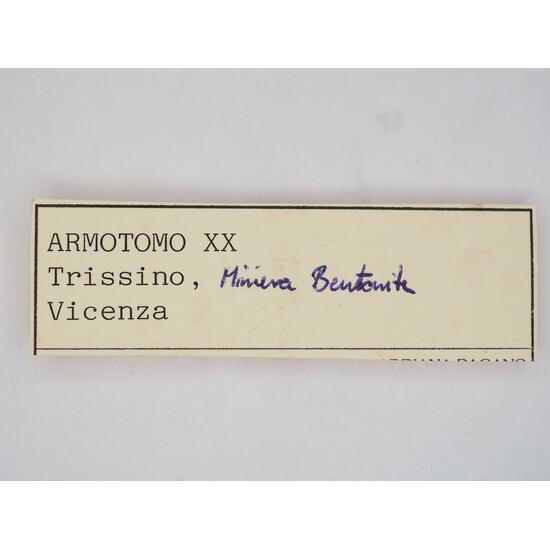 ARMOTOMO XX
Trissino, Miniera Bentonite
Vicenza